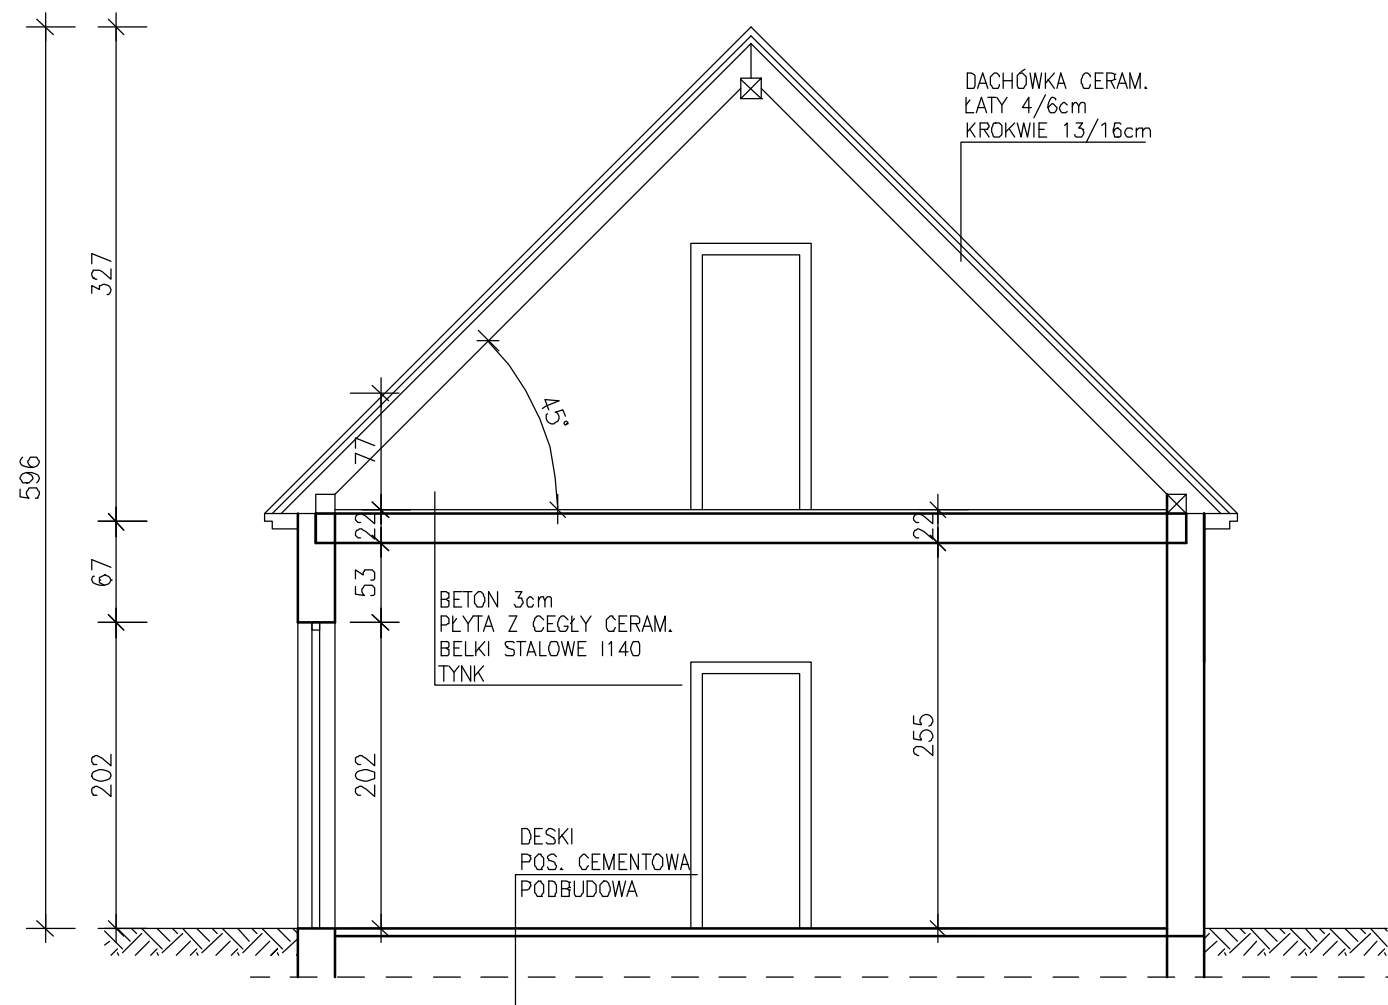 DACHÓWKA CERAM.
ŁATY 4/6cm
KROKWIE 13/16cm
327
45°
77
596
22
22
67
53
BETON 3cm
PŁYTA Z CEGŁY CERAM.
BELKI STALOWE I140
TYNK
255
202
202
DESKI
POS. CEMENTOWA
PODBUDOWA